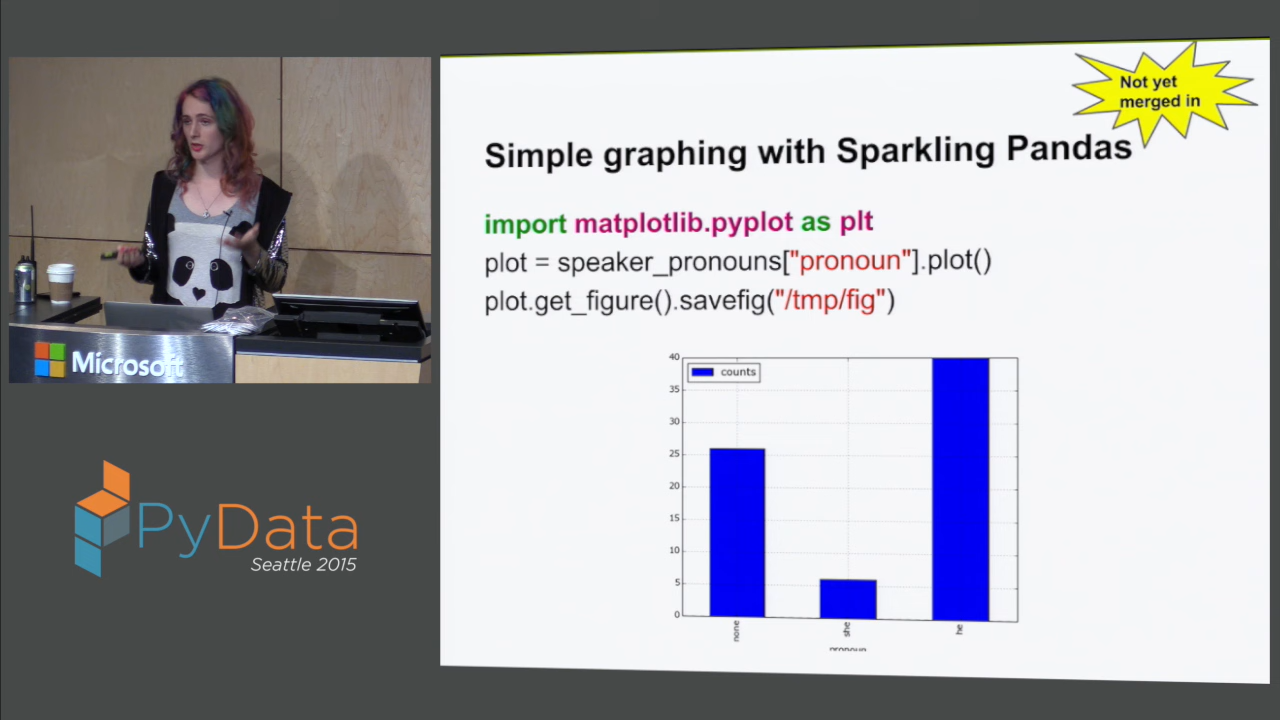 Not yet
merged in
Simple graphing with Sparkling Pandas
import matplotlib.pyplot as plt
plot = speaker_pronouns["pronoun"].plot()
plot.get_figure().savefig("/tmp/fig")
40
35
30
25
20
15
10
5
0
counts
none
she
he
pronoun
Microsoft
PyData
Seattle 2015